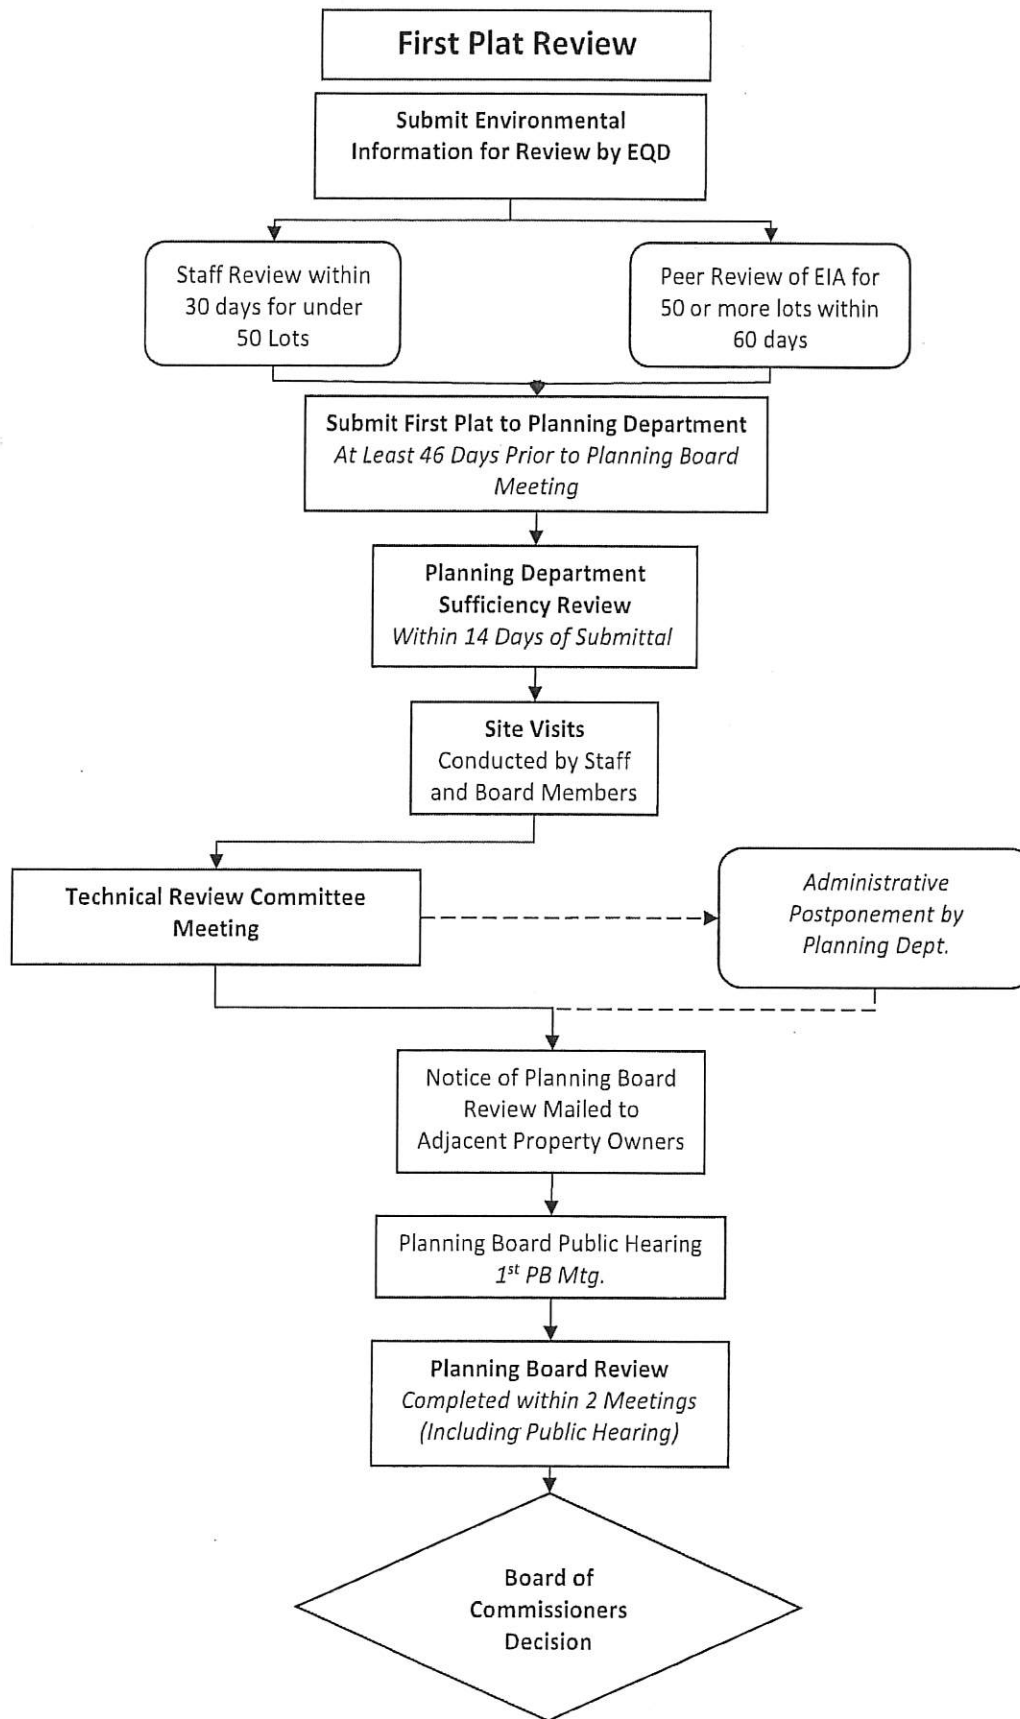 First Plat Review
Submit Environmental
Information for Review by EQD
Staff Review within
30 days for under
50 Lots
Peer Review of EIA for
50 or more lots within
60 days
Submit First Plat to Planning Department
At Least 46 Days Prior to Planning Board
Meeting
Planning Department
Sufficiency Review
Within 14 Days of Submittal
Site Visits
Conducted by Staff
and Board Members
Technical Review Committee
Meeting
Administrative
Postponement by
Planning Dept.
Notice of Planning Board
Review Mailed to
Adjacent Property Owners
Planning Board Public Hearing
1st PB Mtg.
Planning Board Review
Completed within 2 Meetings
(Including Public Hearing)
Board of
Commissioners
Decision